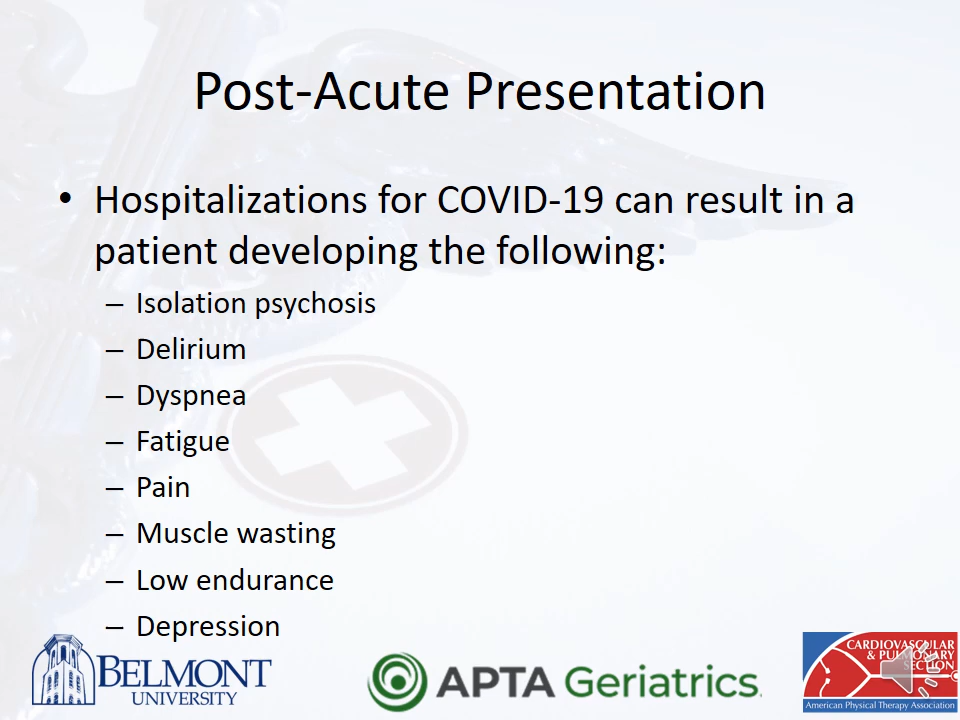 Post-Acute Presentation
• Hospitalizations for COVID-19 can result in a
patient developing the following:
– Isolation psychosis
– Delirium
– Dyspnea
– Fatigue
– Pain
– Muscle wasting
– Low endurance
– Depression
BELMONT
UNIVERSITY
APTA Geriatrics
CARDIOVASCULAR
& PULMONARY
SECTION
American Physical Therapy Association